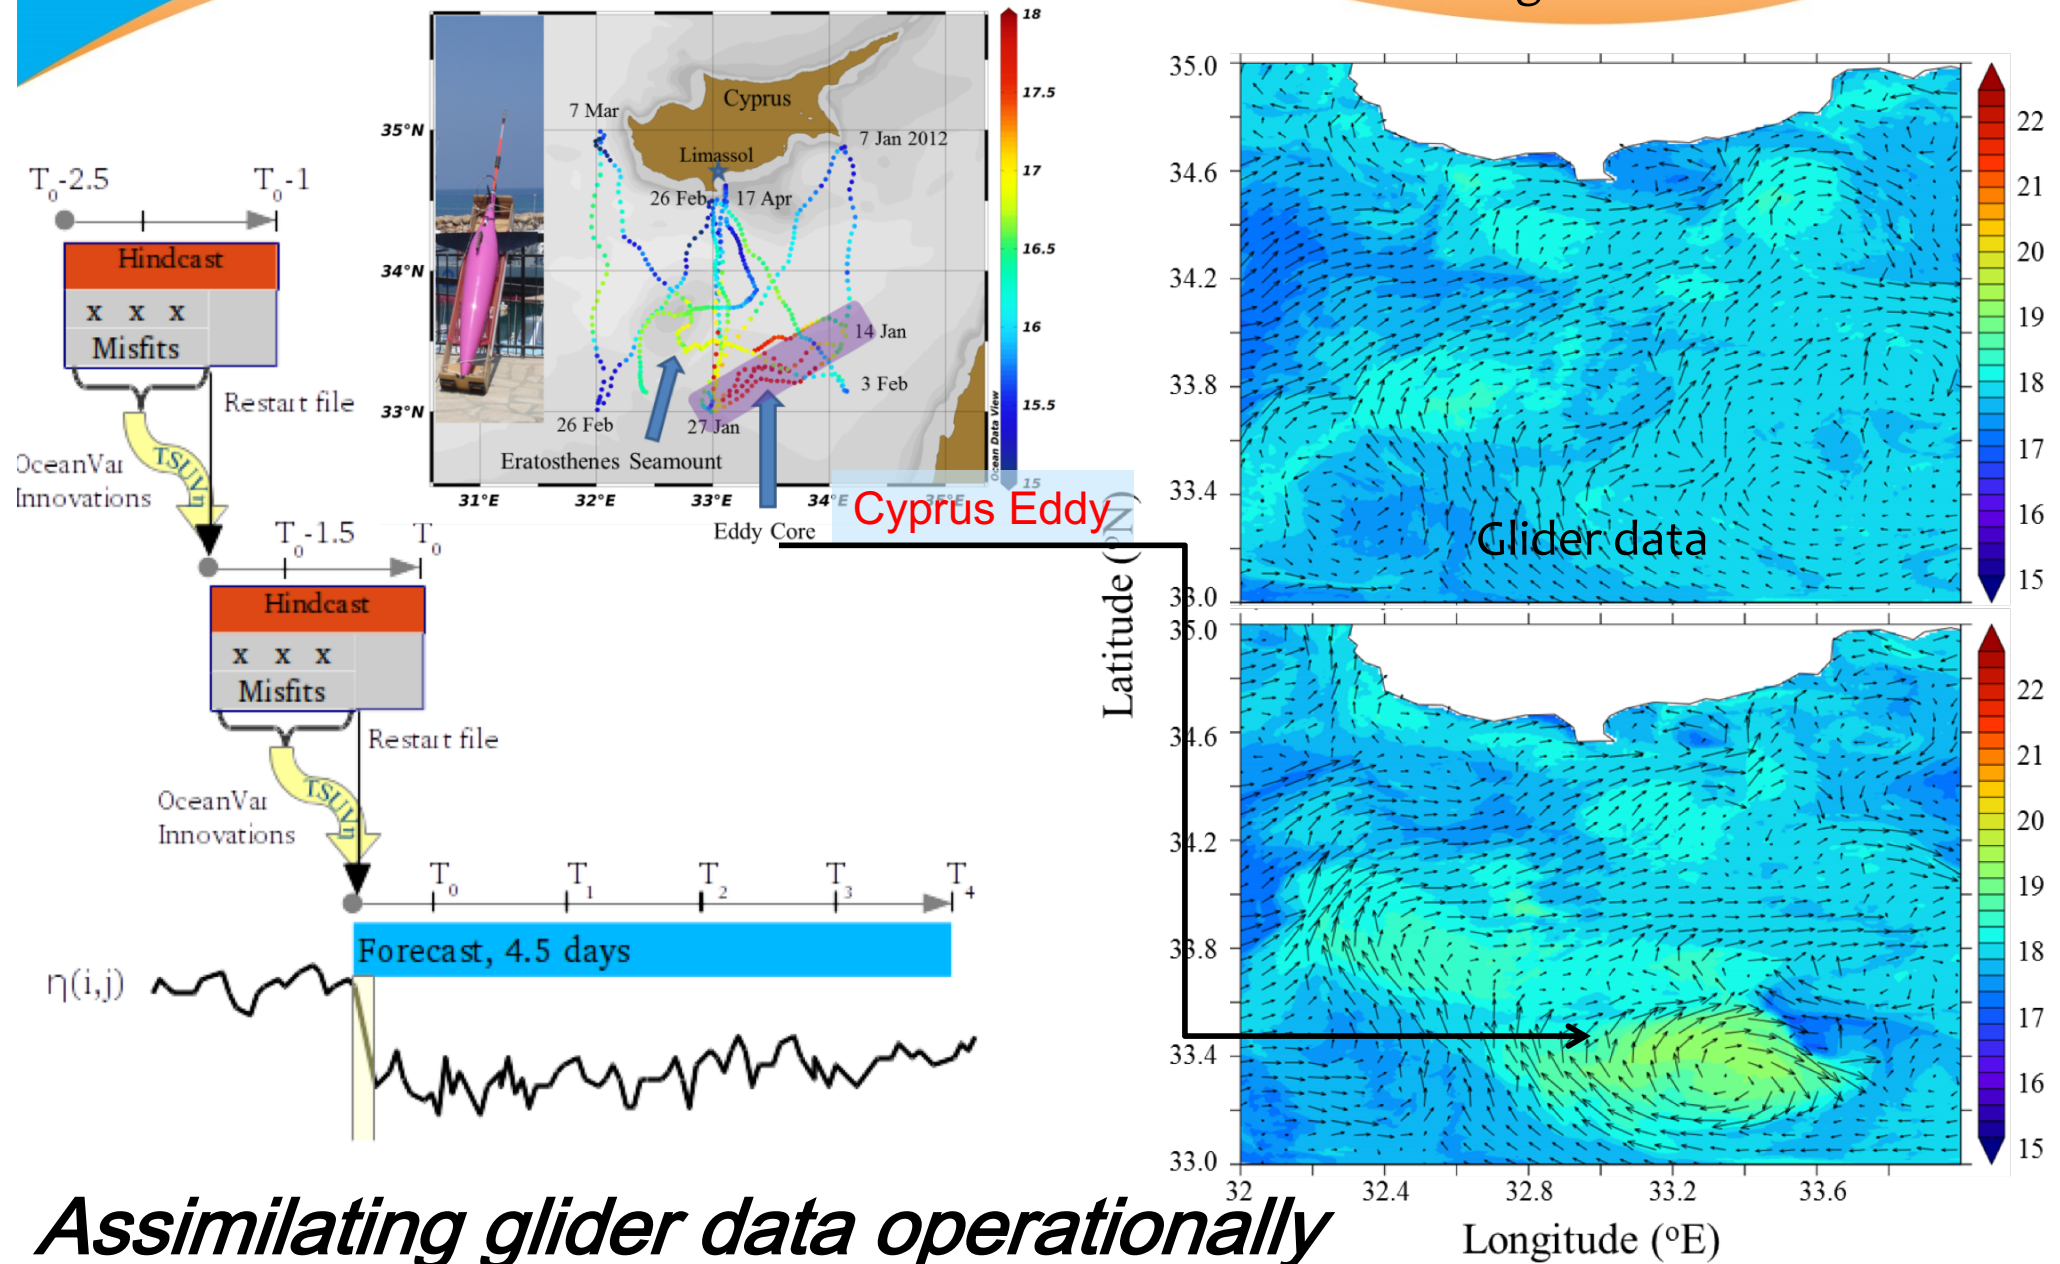 T0-2.5
T0-1
Hindcast
x x x
Misfits
Restart file
OceanVar
Innovations
TSUVη
T0-1.5
T0
Hindcast
x x x
Misfits
Restart file
OceanVar
Innovations
TSUVη
T0
T1
T2
T3
T4
Forecast, 4.5 days
η(i,j)
Cyprus
7 Mar
7 Jan 2012
Limassol
26 Feb
17 Apr
14 Jan
3 Feb
26 Feb
27 Jan
Eratosthenes Seamount
Eddy Core
35°N
34°N
33°N
31°E
32°E
33°E
34°E
35°E
18
17.5
17
16.5
16
15.5
15
Ocean Data View
Cyprus Eddy
Latitude (°N)
35.0
34.6
34.2
33.8
33.4
33.0
Glider data
22
21
20
19
18
17
16
15
35.0
34.6
34.2
33.8
33.4
33.0
22
21
20
19
18
17
16
15
32
32.4
32.8
33.2
33.6
Longitude (°E)
Assimilating glider data operationally